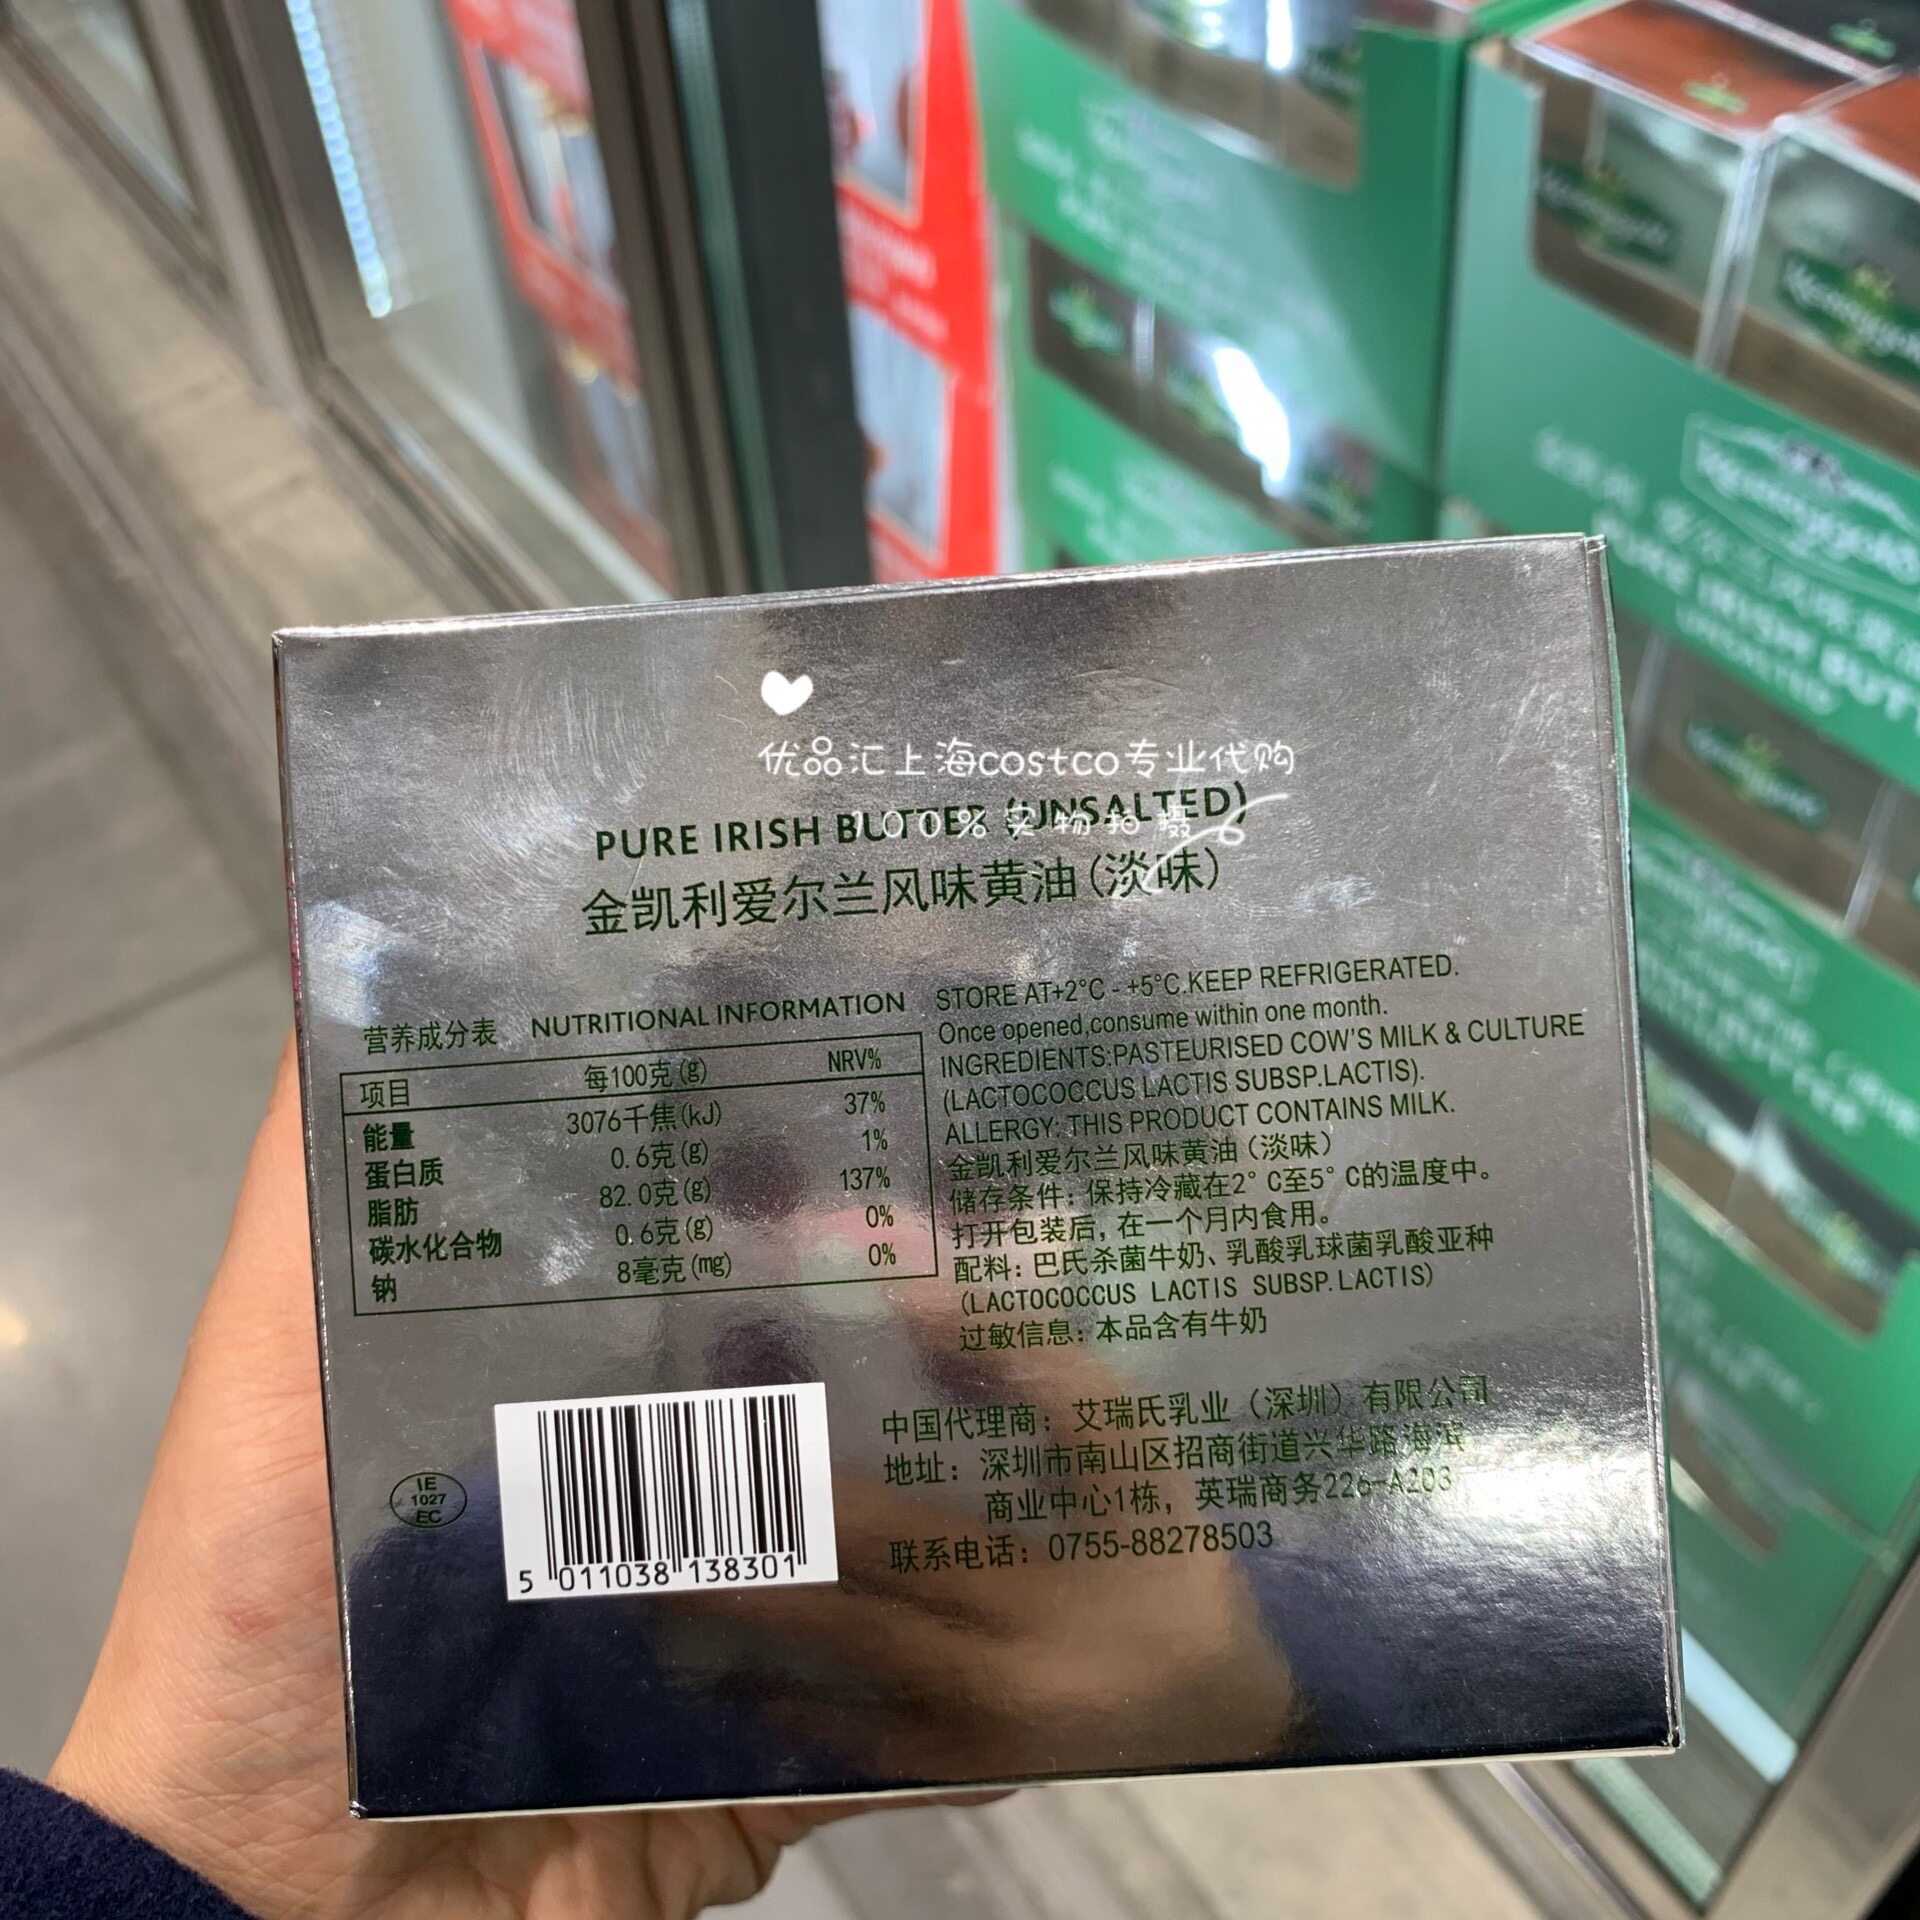 Kerrygold
Kerrygold
Kerrygold
PURE IRISH BUTTER
UNSALTED
优品汇上海costco专业代购
100%实物拍摄
PURE IRISH BUTTER (UNSALTED)
金凯利爱尔兰风味黄油(淡味)
营养成分表 NUTRITIONAL INFORMATION
项目 每100克(g) NRV%
能量 3076千焦(kJ) 37%
蛋白质 0.6克(g) 1%
脂肪 82.0克(g) 137%
碳水化合物 0.6克(g) 0%
钠 8毫克(mg) 0%
STORE AT+2°C - +5°C.KEEP REFRIGERATED.
Once opened,consume within one month.
INGREDIENTS:PASTEURISED COW'S MILK & CULTURE
(LACTOCOCCUS LACTIS SUBSP.LACTIS).
ALLERGY: THIS PRODUCT CONTAINS MILK.
金凯利爱尔兰风味黄油(淡味)
储存条件：保持冷藏在2°C至5°C的温度中。
打开包装后，在一个月内食用。
配料：巴氏杀菌牛奶、乳酸乳球菌乳酸亚种
(LACTOCOCCUS LACTIS SUBSP.LACTIS)
过敏信息：本品含有牛奶
IE
1027
EC
5 011038 138301
中国代理商：艾瑞氏乳业（深圳）有限公司
地址：深圳市南山区招商街道兴华路海滨
商业中心1栋，英瑞商务226-A203
联系电话：0755-88278503